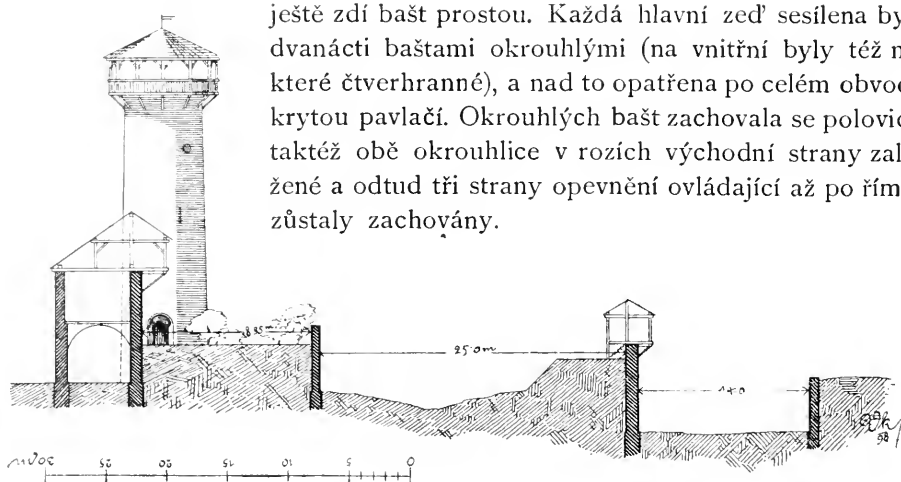 ještě zdí bašt prostou. Každá hlavní zeď sesílena by
dvanácti baštami okrouhlými (na vnitřní byly též n
které čtverhranné), a nad to opatřena po celém obvod
krytou pavlačí. Okrouhlých bašt zachovala se polovic
taktéž obě okrouhlice v rozích východní strany zal
žené a odtud tři strany opevnění ovládající až po řím
zůstaly zachovány.
25·0m
14·0
30 25 20 15 10 5 0